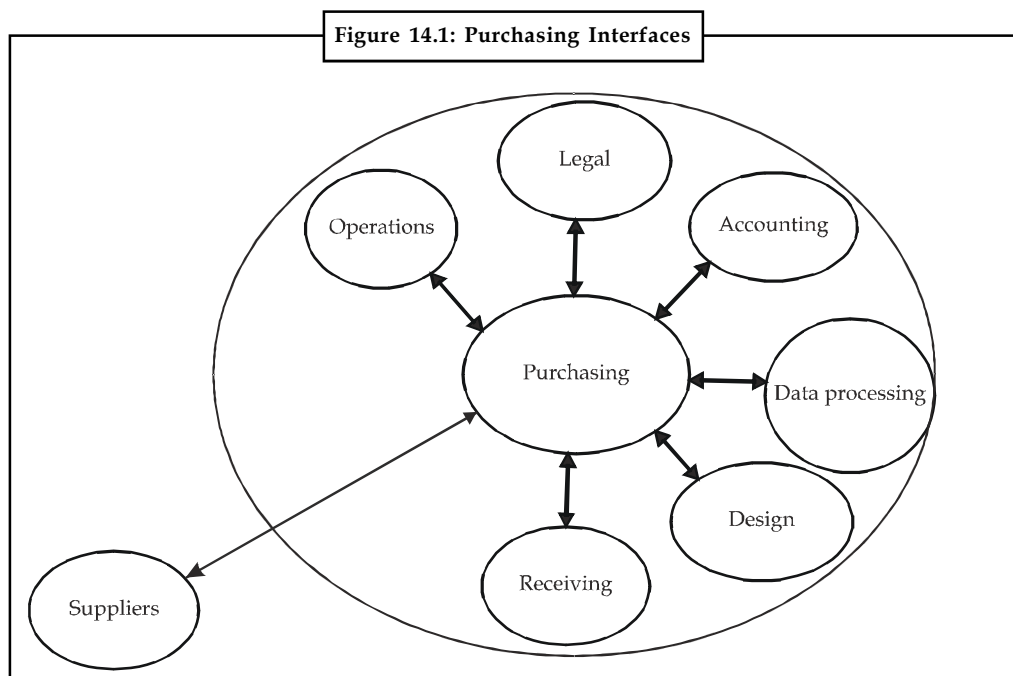 Figure 14.1: Purchasing Interfaces
Legal
Operations
Accounting
Purchasing
Data processing
Design
Receiving
Suppliers